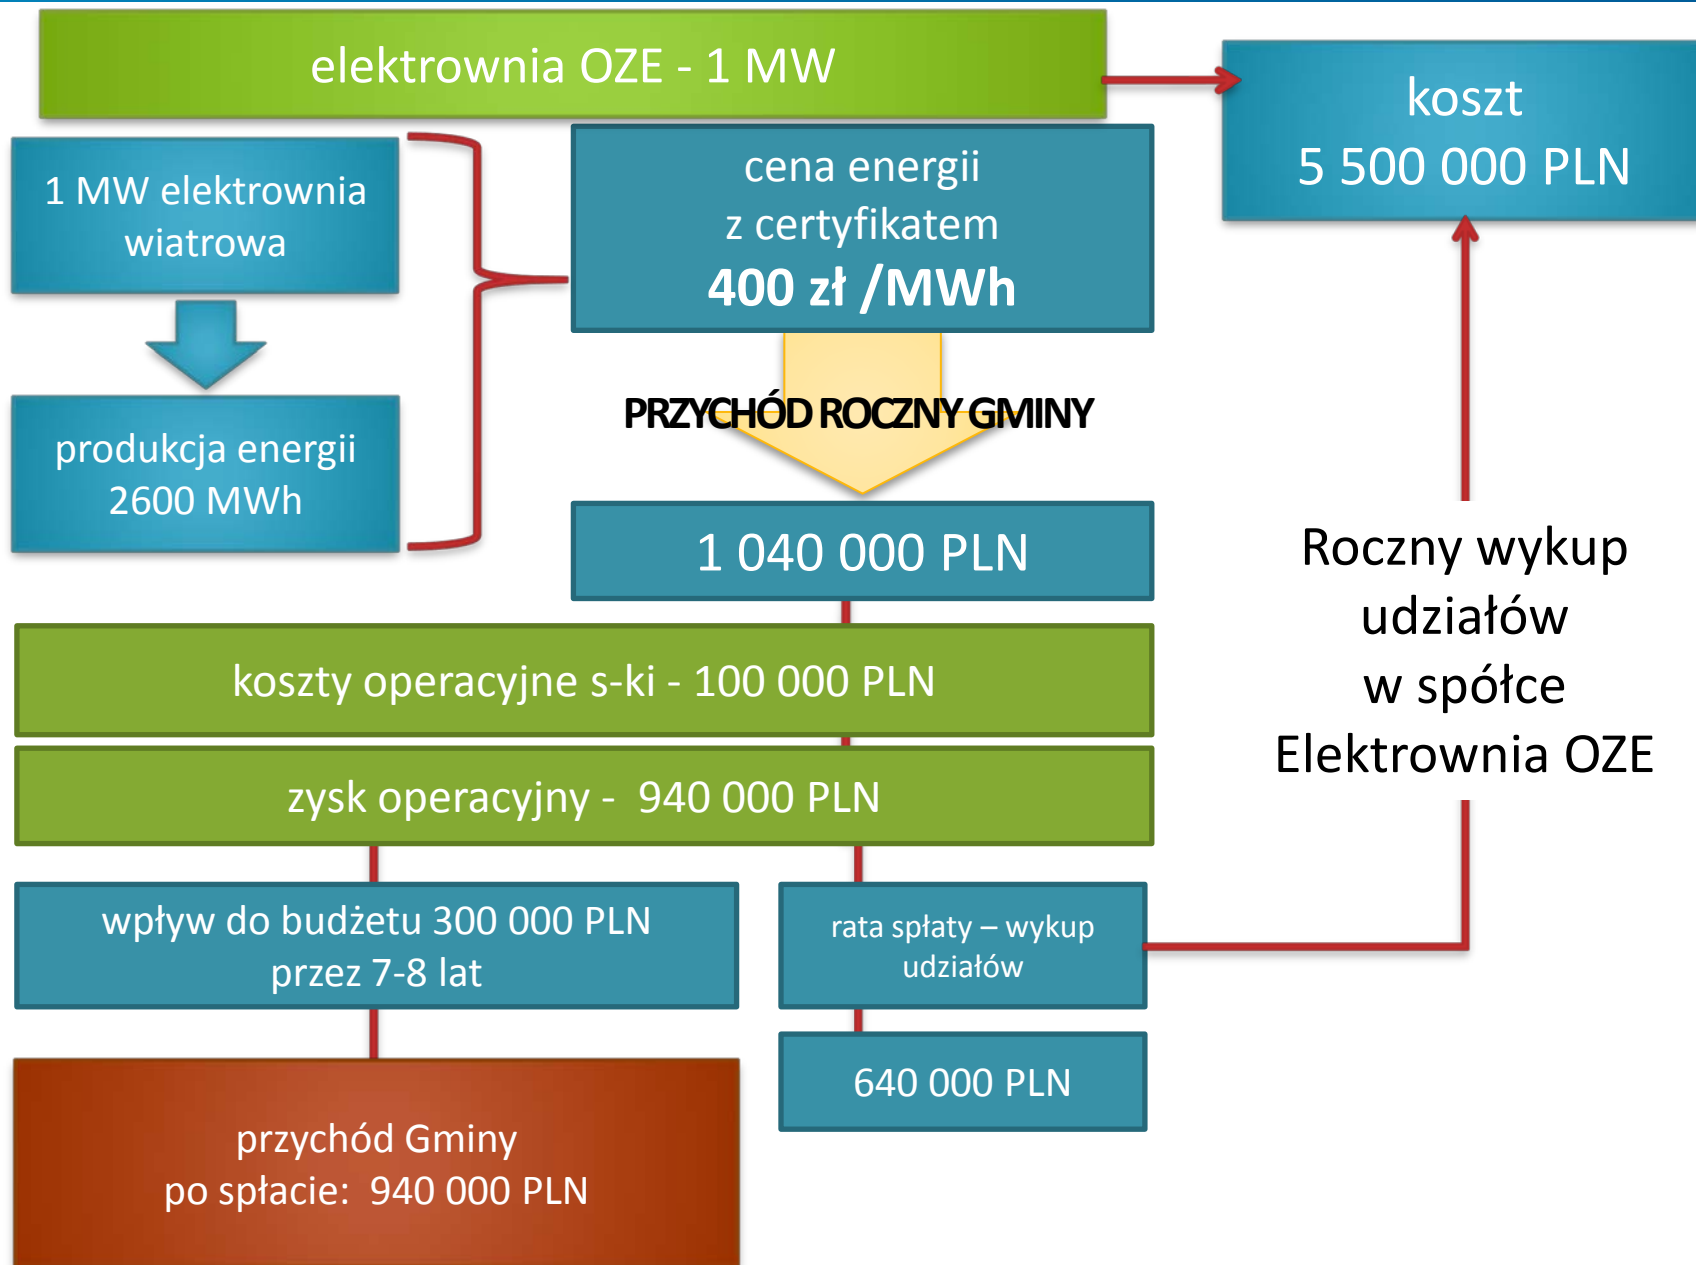 elektrownia OZE - 1 MW
koszt
5 500 000 PLN
1 MW elektrownia
wiatrowa
cena energii
z certyfikatem
400 zł /MWh
produkcja energii
2600 MWh
PRZYCHÓD ROCZNY GMINY
1 040 000 PLN
Roczny wykup
udziałów
w spółce
Elektrownia OZE
koszty operacyjne s-ki - 100 000 PLN
zysk operacyjny -  940 000 PLN
wpływ do budżetu 300 000 PLN
przez 7-8 lat
rata spłaty – wykup
udziałów
640 000 PLN
przychód Gminy
po spłacie:  940 000 PLN